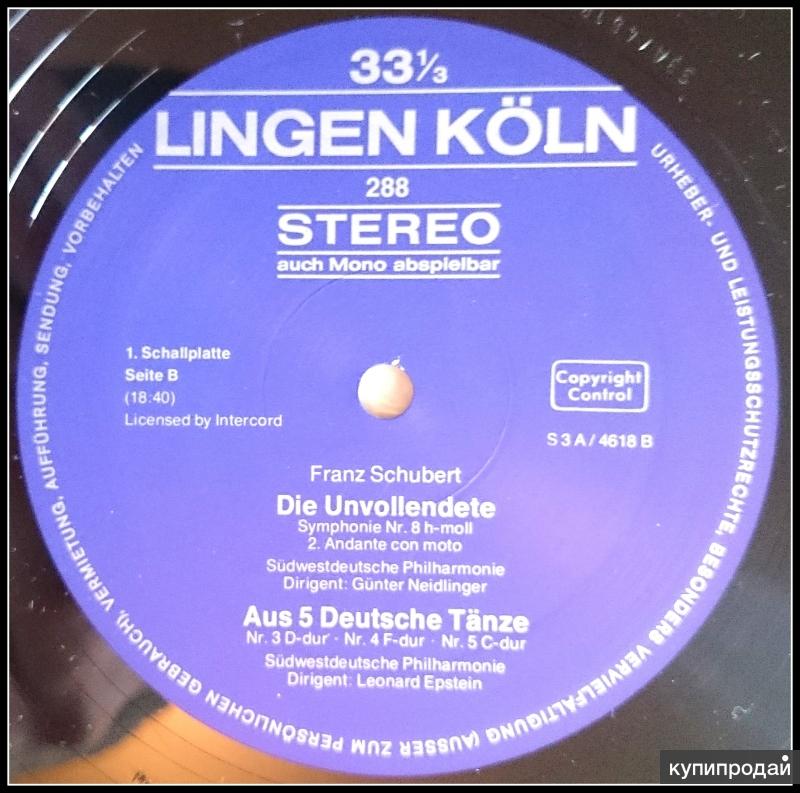 33⅓
LINGEN KÖLN
288
STEREO
auch Mono abspielbar
1. Schallplatte
Seite B
(18:40)
Licensed by Intercord
Copyright
Control
S 3 A / 4618 B
Franz Schubert
Die Unvollendete
Symphonie Nr. 8 h-moll
2. Andante con moto
Südwestdeutsche Philharmonie
Dirigent: Günter Neidlinger
Aus 5 Deutsche Tänze
Nr. 3 D-dur · Nr. 4 F-dur · Nr. 5 C-dur
Südwestdeutsche Philharmonie
Dirigent: Leonard Epstein
URHEBER- UND LEISTUNGSSCHUTZRECHTE, BESONDERS VERVIELFÄLTIGUNG (AUSSER ZUM PERSÖNLICHEN GEBRAUCH), VERMIETUNG, AUFFÜHRUNG, SENDUNG, VORBEHALTEN
купипродай